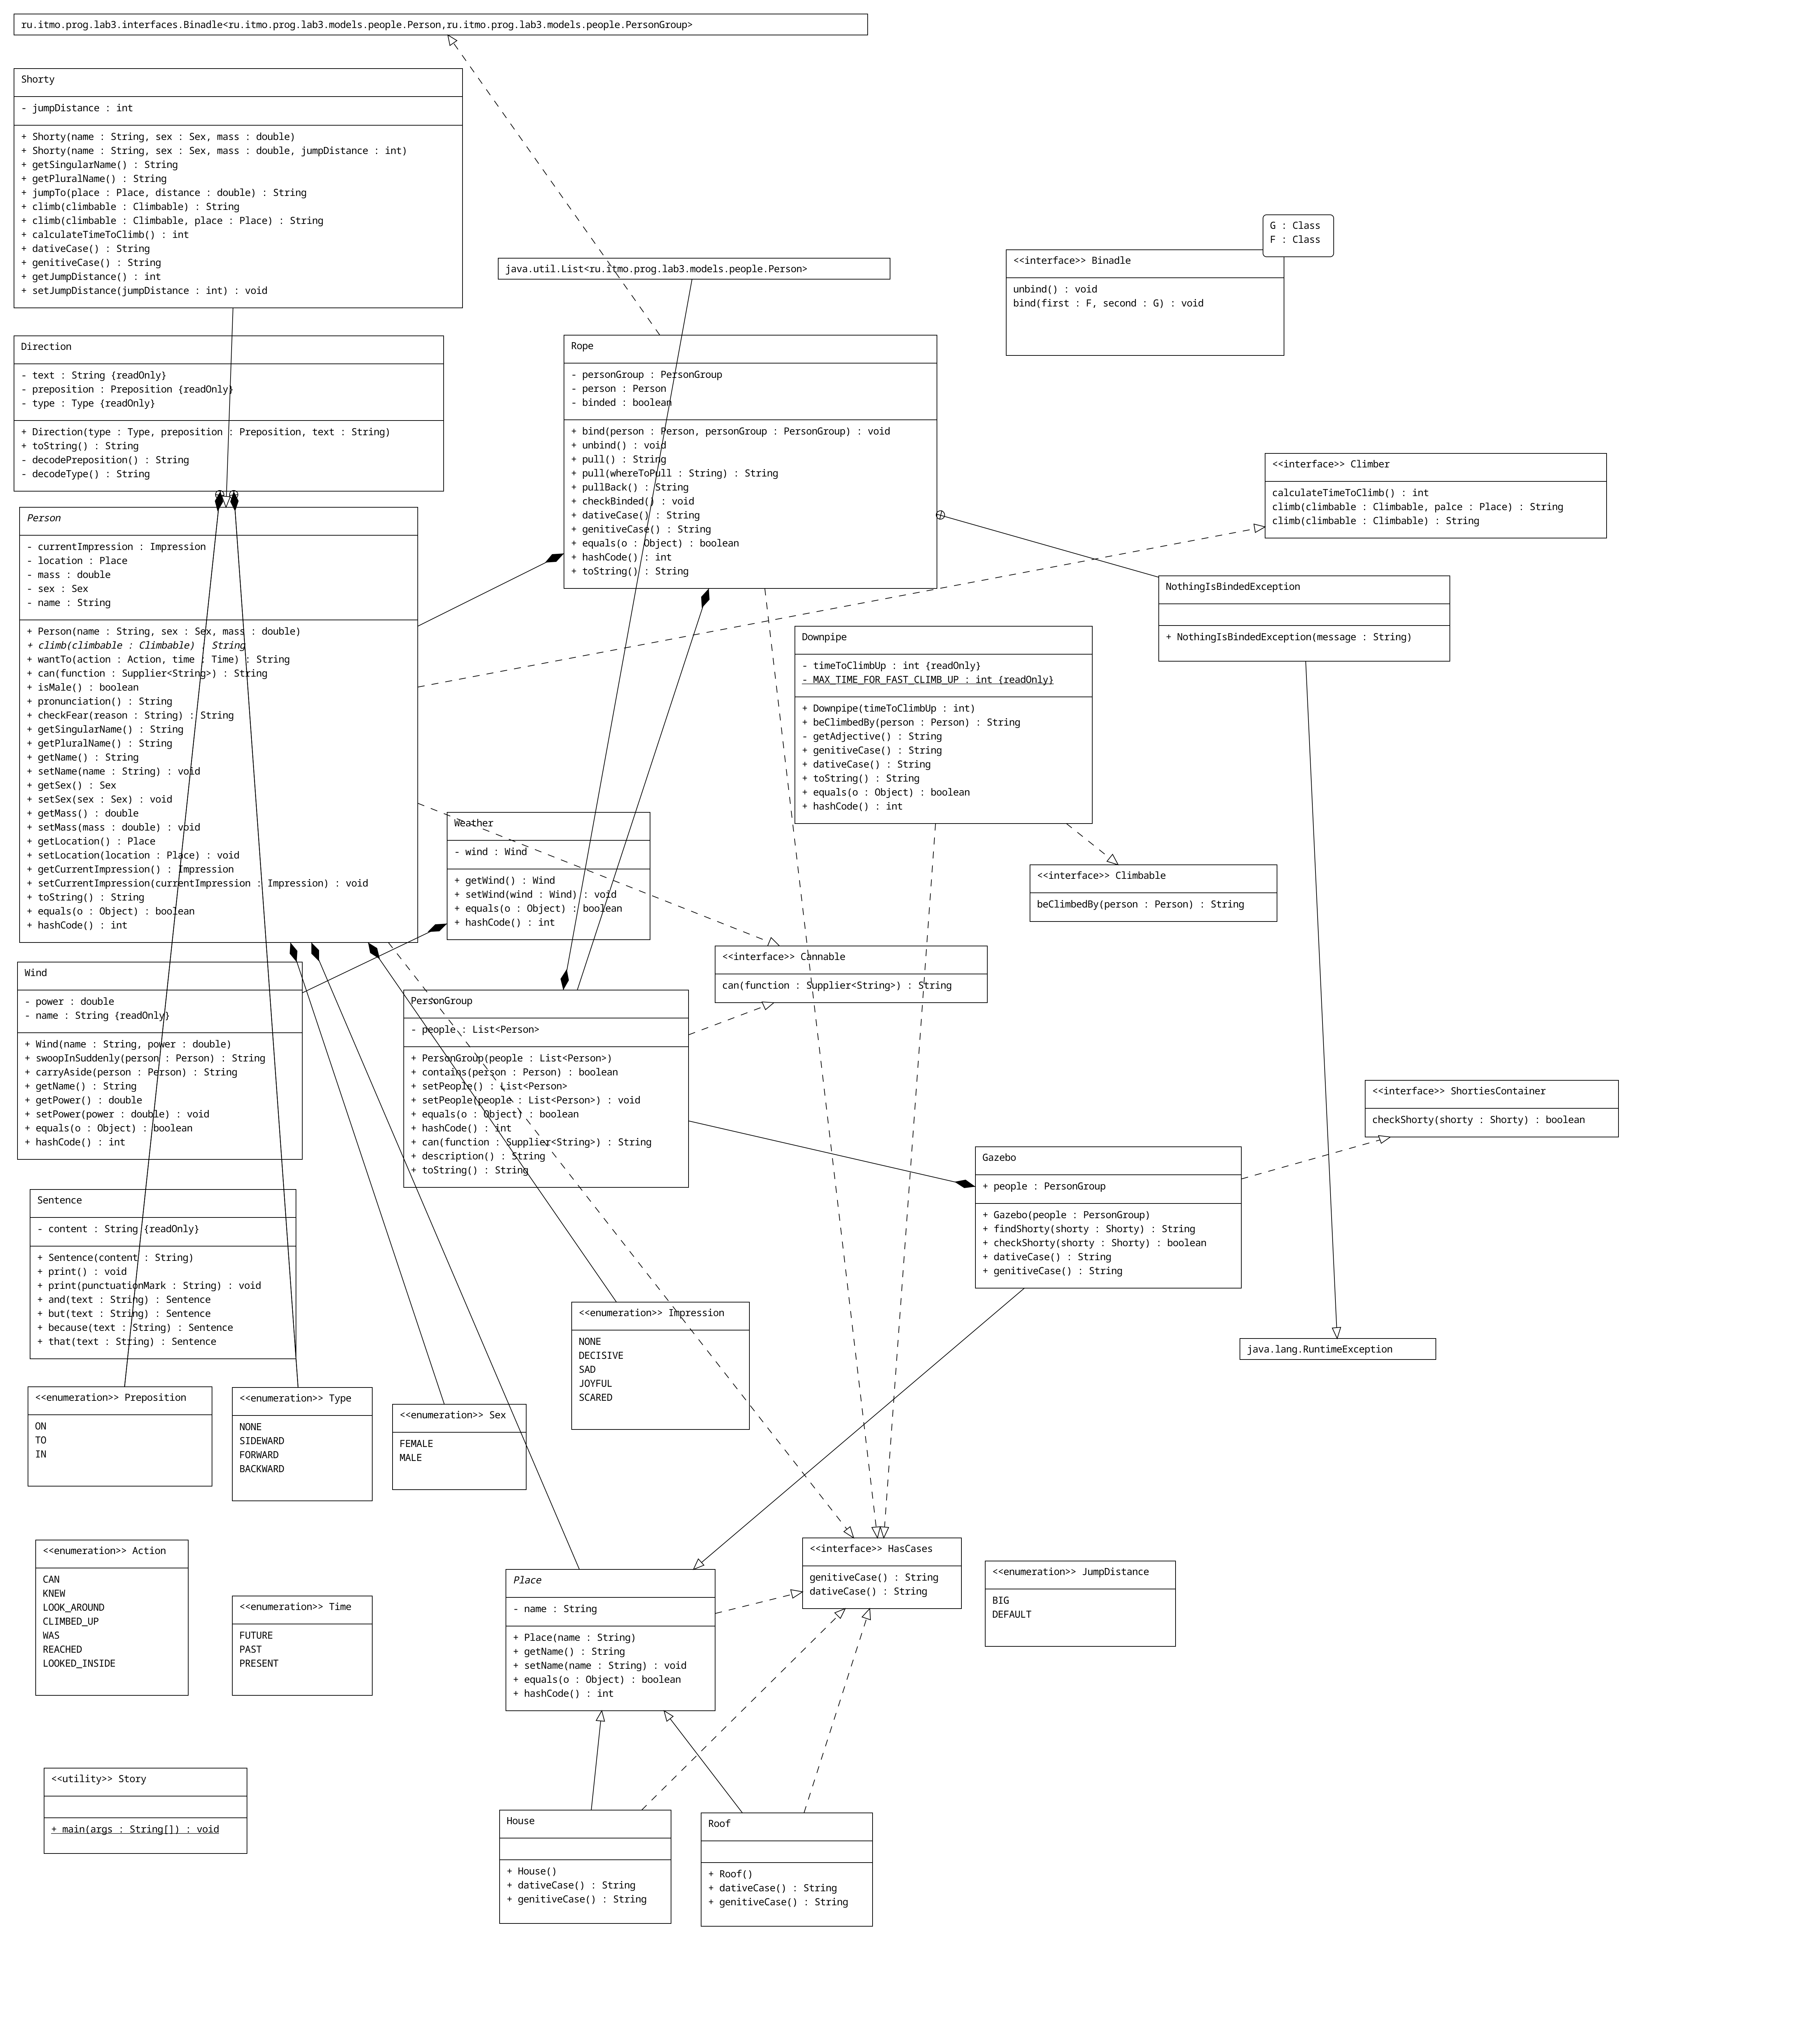 ru.itmo.prog.lab3.interfaces.Binadle<ru.itmo.prog.lab3.models.people.Person,ru.itmo.prog.lab3.models.people.PersonGroup>
Shorty
- jumpDistance : int
+ Shorty(name : String, sex : Sex, mass : double)
+ Shorty(name : String, sex : Sex, mass : double, jumpDistance : int)
+ getSingularName() : String
+ getPluralName() : String
+ jumpTo(place : Place, distance : double) : String
+ climb(climbable : Climbable) : String
+ climb(climbable : Climbable, place : Place) : String
+ calculateTimeToClimb() : int
+ dativeCase() : String
+ genitiveCase() : String
+ getJumpDistance() : int
+ setJumpDistance(jumpDistance : int) : void
java.util.List<ru.itmo.prog.lab3.models.people.Person>
G : Class
F : Class
<<interface>> Binadle
unbind() : void
bind(first : F, second : G) : void
Direction
- text : String {readOnly}
- preposition : Preposition {readOnly}
- type : Type {readOnly}
+ Direction(type : Type, preposition : Preposition, text : String)
+ toString() : String
- decodePreposition() : String
- decodeType() : String
Rope
- personGroup : PersonGroup
- person : Person
- binded : boolean
+ bind(person : Person, personGroup : PersonGroup) : void
+ unbind() : void
+ pull() : String
+ pull(whereToPull : String) : String
+ pullBack() : String
+ checkBinded() : void
+ dativeCase() : String
+ genitiveCase() : String
+ equals(o : Object) : boolean
+ hashCode() : int
+ toString() : String
<<interface>> Climber
calculateTimeToClimb() : int
climb(climbable : Climbable, palce : Place) : String
climb(climbable : Climbable) : String
Person
- currentImpression : Impression
- location : Place
- mass : double
- sex : Sex
- name : String
+ Person(name : String, sex : Sex, mass : double)
+ climb(climbable : Climbable) : String
+ wantTo(action : Action, time : Time) : String
+ can(function : Supplier<String>) : String
+ isMale() : boolean
+ pronunciation() : String
+ checkFear(reason : String) : String
+ getSingularName() : String
+ getPluralName() : String
+ getName() : String
+ setName(name : String) : void
+ getSex() : Sex
+ setSex(sex : Sex) : void
+ getMass() : double
+ setMass(mass : double) : void
+ getLocation() : Place
+ setLocation(location : Place) : void
+ getCurrentImpression() : Impression
+ setCurrentImpression(currentImpression : Impression) : void
+ toString() : String
+ equals(o : Object) : boolean
+ hashCode() : int
NothingIsBindedException
+ NothingIsBindedException(message : String)
Downpipe
- timeToClimbUp : int {readOnly}
- MAX_TIME_FOR_FAST_CLIMB_UP : int {readOnly}
+ Downpipe(timeToClimbUp : int)
+ beClimbedBy(person : Person) : String
- getAdjective() : String
+ genitiveCase() : String
+ dativeCase() : String
+ toString() : String
+ equals(o : Object) : boolean
+ hashCode() : int
Weather
- wind : Wind
+ getWind() : Wind
+ setWind(wind : Wind) : void
+ equals(o : Object) : boolean
+ hashCode() : int
<<interface>> Climbable
beClimbedBy(person : Person) : String
<<interface>> Cannable
can(function : Supplier<String>) : String
Wind
- power : double
- name : String {readOnly}
+ Wind(name : String, power : double)
+ swoopInSuddenly(person : Person) : String
+ carryAside(person : Person) : String
+ getName() : String
+ getPower() : double
+ setPower(power : double) : void
+ equals(o : Object) : boolean
+ hashCode() : int
PersonGroup
- people : List<Person>
+ PersonGroup(people : List<Person>)
+ contains(person : Person) : boolean
+ setPeople() : List<Person>
+ setPeople(people : List<Person>) : void
+ equals(o : Object) : boolean
+ hashCode() : int
+ can(function : Supplier<String>) : String
+ description() : String
+ toString() : String
<<interface>> ShortiesContainer
checkShorty(shorty : Shorty) : boolean
Gazebo
+ people : PersonGroup
+ Gazebo(people : PersonGroup)
+ findShorty(shorty : Shorty) : String
+ checkShorty(shorty : Shorty) : boolean
+ dativeCase() : String
+ genitiveCase() : String
Sentence
- content : String {readOnly}
+ Sentence(content : String)
+ print() : void
+ print(punctuationMark : String) : void
+ and(text : String) : Sentence
+ but(text : String) : Sentence
+ because(text : String) : Sentence
+ that(text : String) : Sentence
<<enumeration>> Impression
NONE
DECISIVE
SAD
JOYFUL
SCARED
java.lang.RuntimeException
<<enumeration>> Preposition
ON
TO
IN
<<enumeration>> Type
NONE
SIDEWARD
FORWARD
BACKWARD
<<enumeration>> Sex
FEMALE
MALE
<<enumeration>> Action
CAN
KNEW
LOOK_AROUND
CLIMBED_UP
WAS
REACHED
LOOKED_INSIDE
<<enumeration>> Time
FUTURE
PAST
PRESENT
Place
- name : String
+ Place(name : String)
+ getName() : String
+ setName(name : String) : void
+ equals(o : Object) : boolean
+ hashCode() : int
<<interface>> HasCases
genitiveCase() : String
dativeCase() : String
<<enumeration>> JumpDistance
BIG
DEFAULT
<<utility>> Story
+ main(args : String[]) : void
House
+ House()
+ dativeCase() : String
+ genitiveCase() : String
Roof
+ Roof()
+ dativeCase() : String
+ genitiveCase() : String